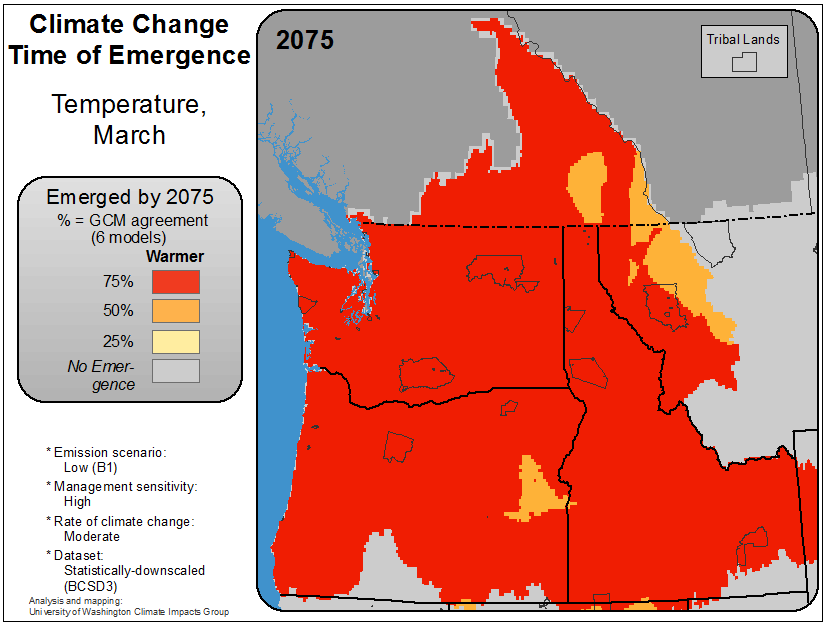 Climate Change
Time of Emergence
Temperature,
March
Emerged by 2075
% = GCM agreement
(6 models)
Warmer
75%
50%
25%
No Emer-
gence
* Emission scenario:
Low (B1)
* Management sensitivity:
High
* Rate of climate change:
Moderate
* Dataset:
Statistically-downscaled
(BCSD3)
Analysis and mapping:
University of Washington Climate Impacts Group
2075
Tribal Lands